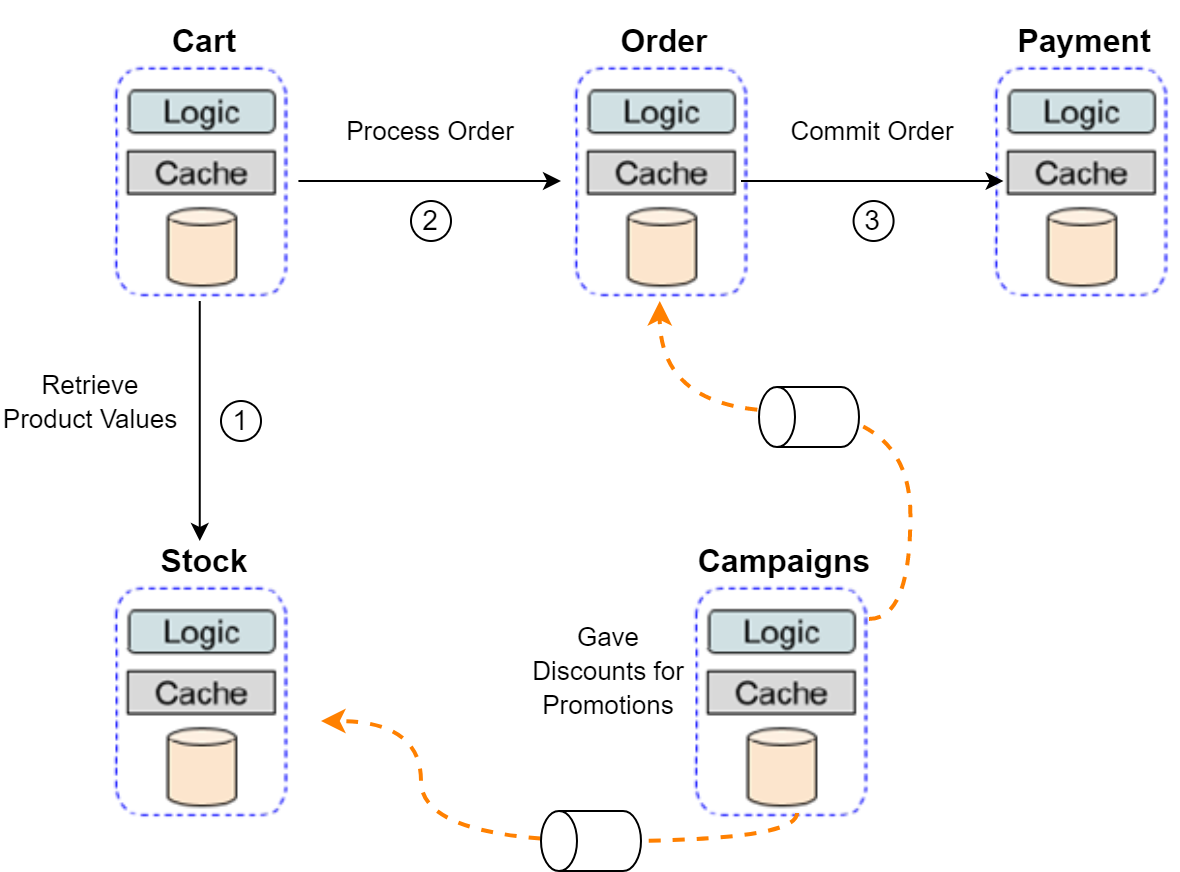 Cart
Order
Payment
Logic
Cache
Process Order
2
Logic
Cache
Commit Order
3
Logic
Cache
Retrieve
Product Values
1
Stock
Campaigns
Logic
Cache
Gave
Discounts for
Promotions
Logic
Cache